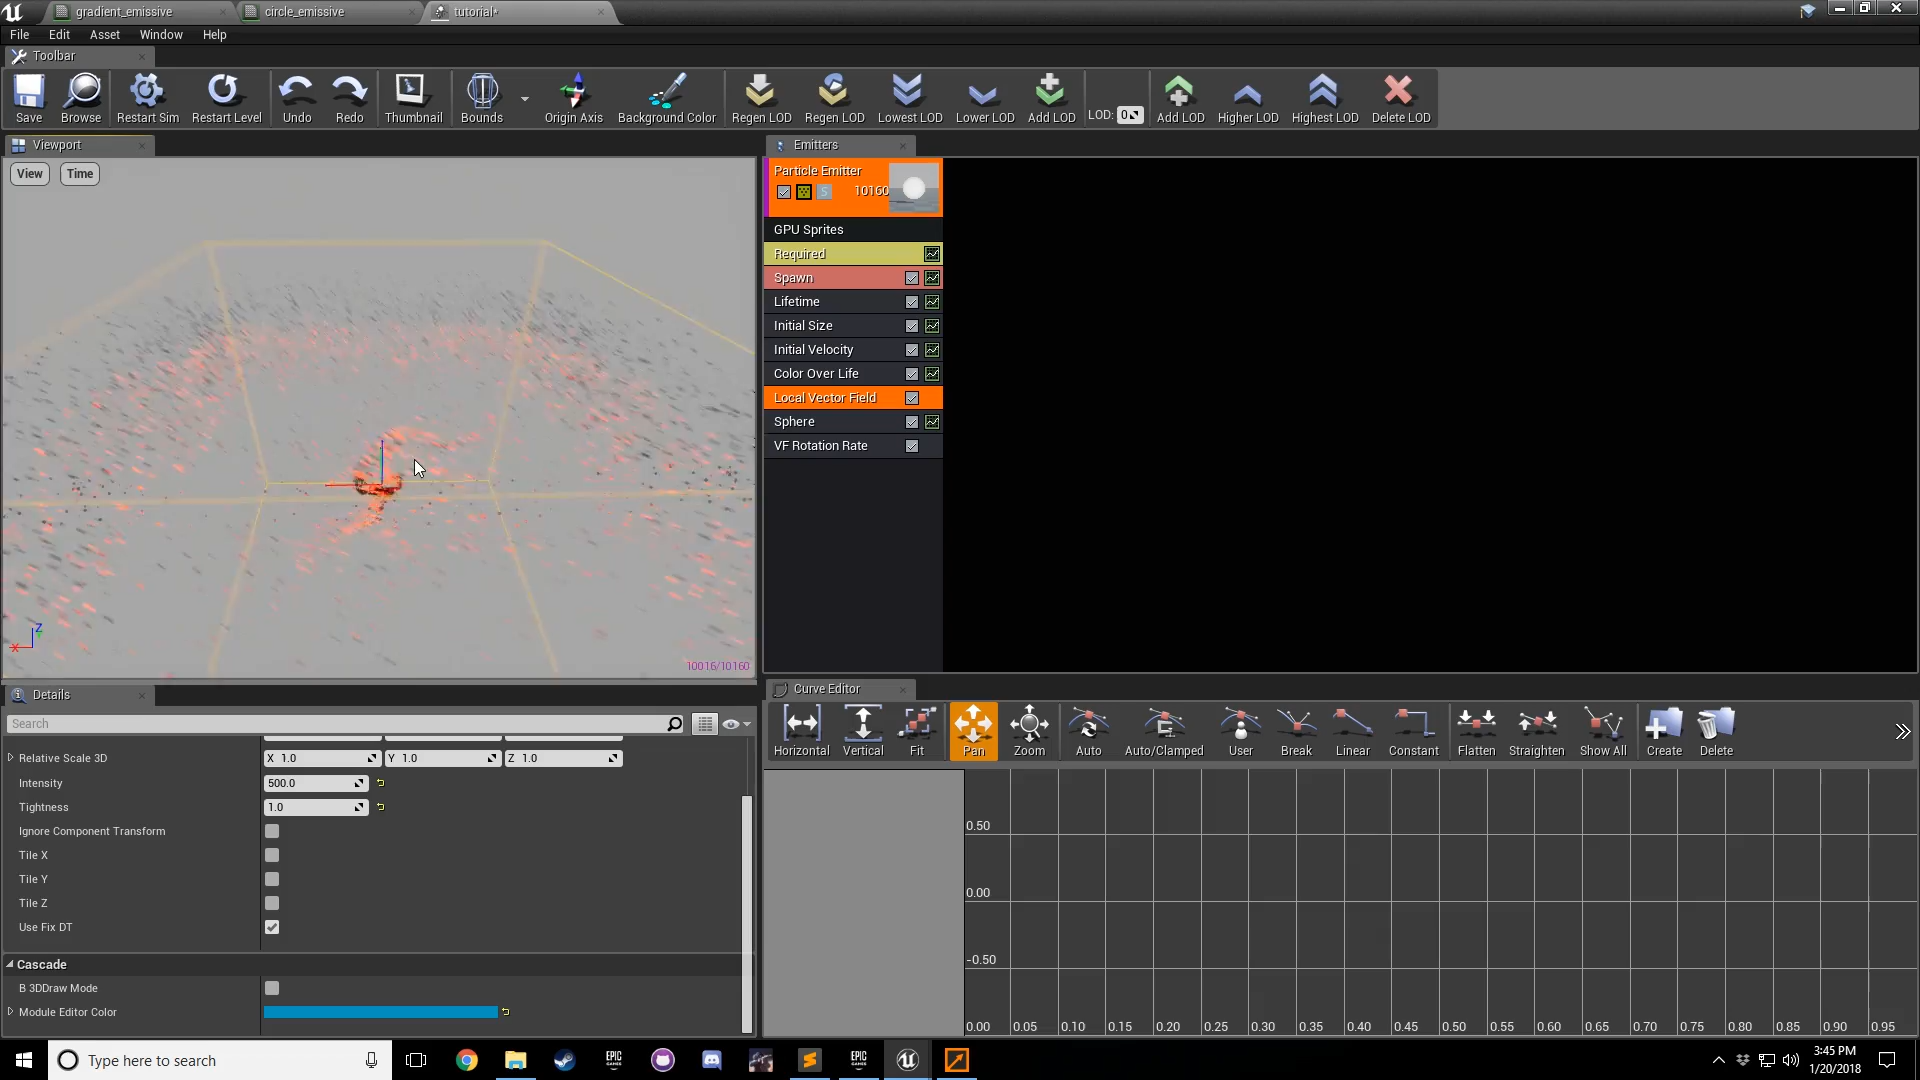 gradient_emissive
circle_emissive
tutorial*
File Edit Asset Window Help
Toolbar
Save Browse Restart Sim Restart Level Undo Redo Thumbnail Bounds Origin Axis Background Color Regen LOD Regen LOD Lowest LOD Lower LOD Add LOD LOD: 0 Add LOD Higher LOD Highest LOD Delete LOD
Viewport
View Time
Z
X
10016/10160
Emitters
Particle Emitter
S 10160
GPU Sprites
Required
Spawn
Lifetime
Initial Size
Initial Velocity
Color Over Life
Local Vector Field
Sphere
VF Rotation Rate
Details
Search
Relative Scale 3D X 1.0 Y 1.0 Z 1.0
Intensity 500.0
Tightness 1.0
Ignore Component Transform
Tile X
Tile Y
Tile Z
Use Fix DT
Cascade
B 3DDraw Mode
Module Editor Color
Curve Editor
Horizontal Vertical Fit Pan Zoom Auto Auto/Clamped User Break Linear Constant Flatten Straighten Show All Create Delete
0.50
0.00
-0.50
0.00 0.05 0.10 0.15 0.20 0.25 0.30 0.35 0.40 0.45 0.50 0.55 0.60 0.65 0.70 0.75 0.80 0.85 0.90 0.95
Type here to search
EPIC GAMES
EPIC GAMES
3:45 PM
1/20/2018